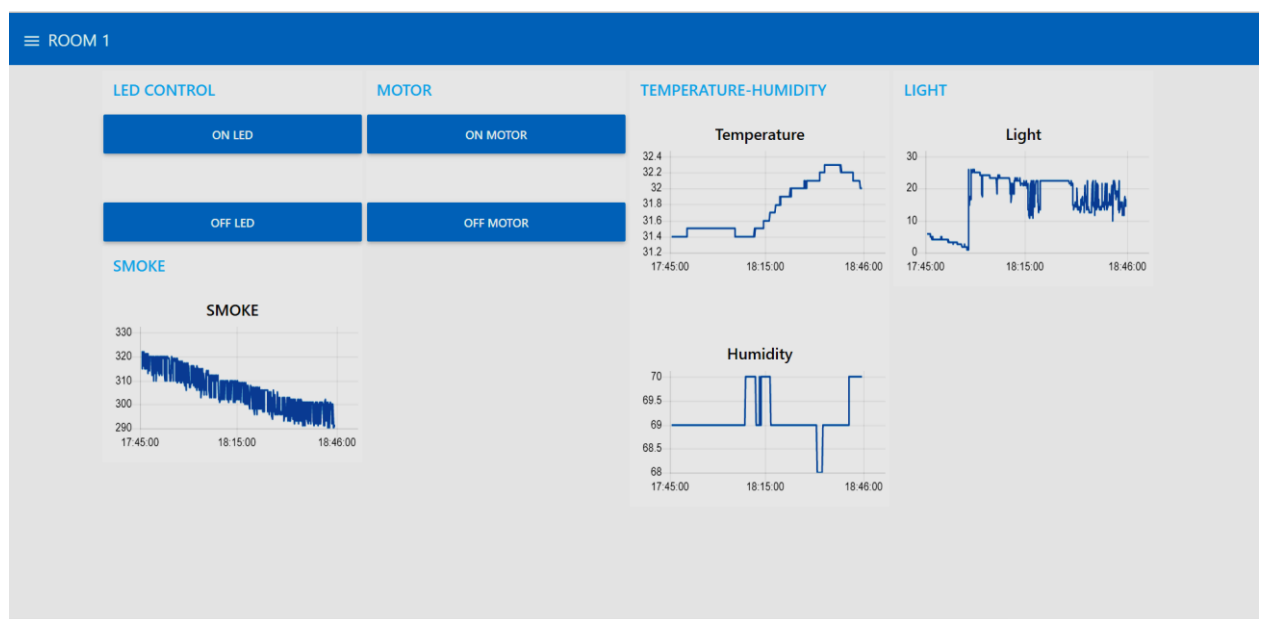 ROOM 1
LED CONTROL
ON LED
OFF LED
SMOKE
SMOKE
330
320
310
300
290
17:45:00 18:15:00 18:46:00
MOTOR
ON MOTOR
OFF MOTOR
TEMPERATURE-HUMIDITY
Temperature
32.4
32.2
32
31.8
31.6
31.4
31.2
17:45:00 18:15:00 18:46:00
Humidity
70
69.5
69
68.5
68
17:45:00 18:15:00 18:46:00
LIGHT
Light
30
20
10
0
17:45:00 18:15:00 18:46:00